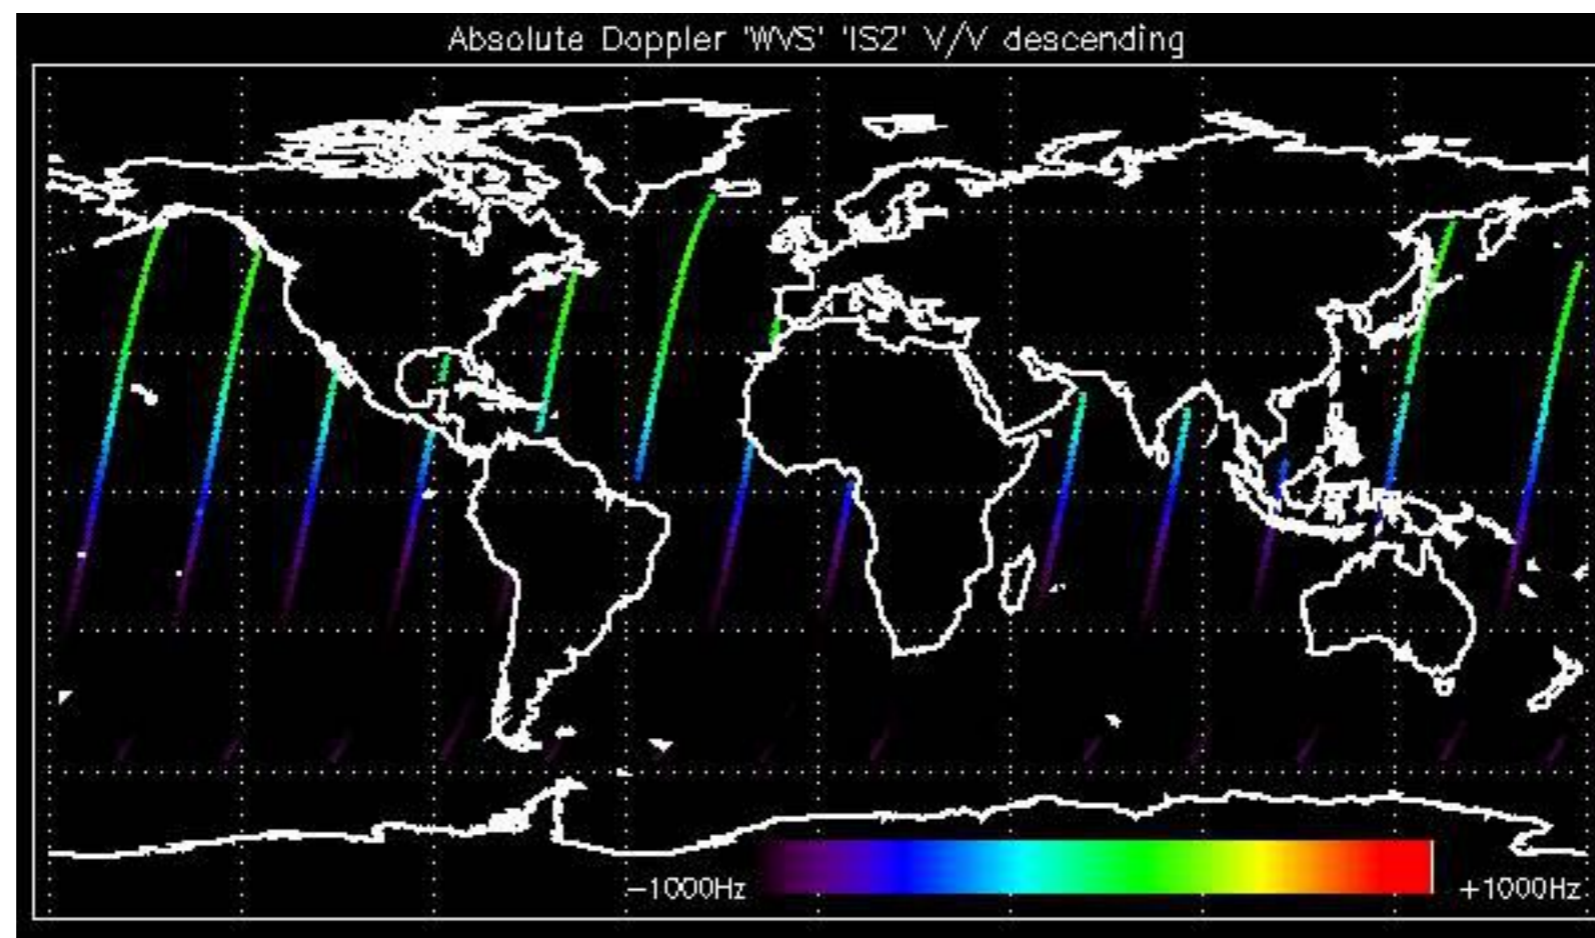 Absolute Doppler 'WVS' 'IS2' V/V descending
−1000Hz
+1000Hz